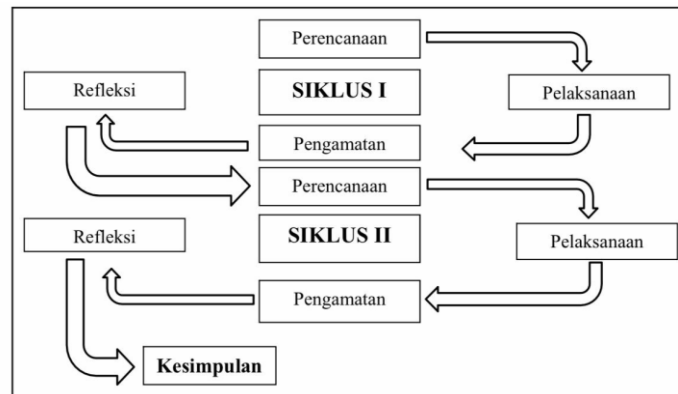 Perencanaan
Refleksi
SIKLUS I
Pelaksanaan
Pengamatan
Perencanaan
Refleksi
SIKLUS II
Pelaksanaan
Pengamatan
Kesimpulan